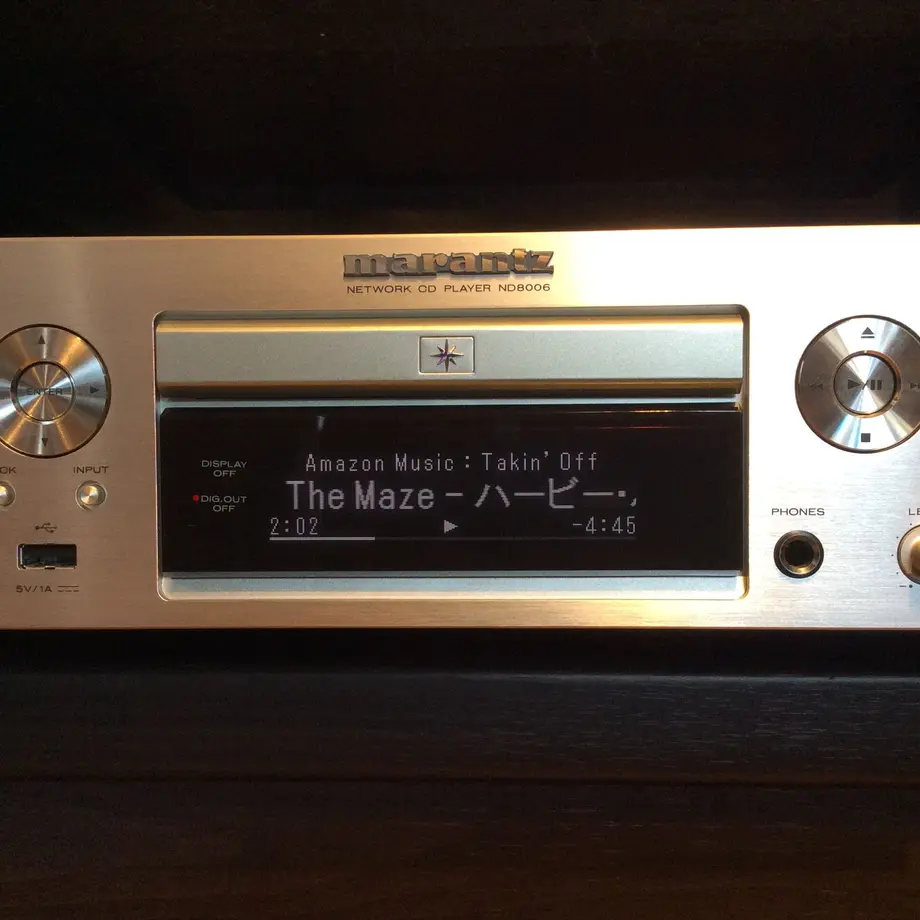 marantz
NETWORK CD PLAYER ND8006
ENTER
INPUT
5V/1A
DISPLAY
OFF
DIG.OUT
OFF
Amazon Music : Takin' Off
The Maze - ハービー・
2:02
-4:45
PHONES